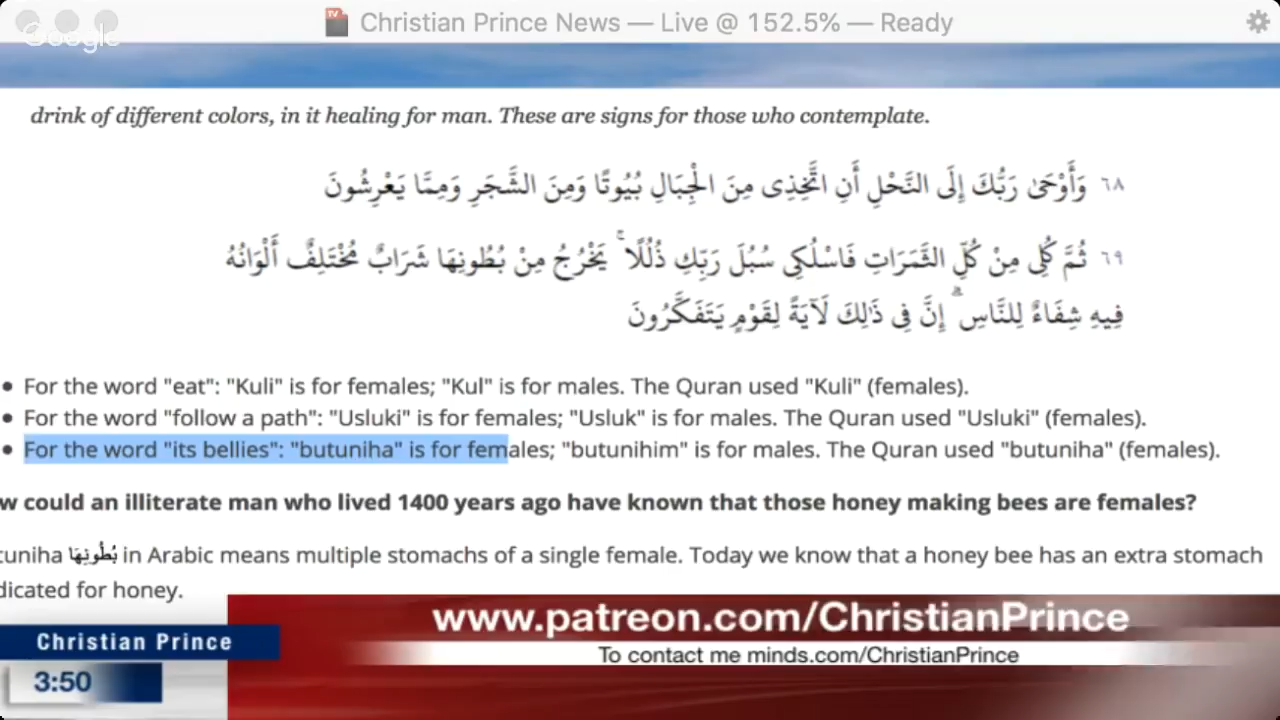 Christian Prince News — Live @ 152.5% — Ready
Google
drink of different colors, in it healing for man. These are signs for those who contemplate.
٦٨ وَأَوْحَىٰ رَبُّكَ إِلَى النَّحْلِ أَنِ اتَّخِذِى مِنَ الْجِبَالِ بُيُوتًا وَمِنَ الشَّجَرِ وَمِمَّا يَعْرِشُونَ
٦٩ ثُمَّ كُلِى مِنْ كُلِّ الثَّمَرَاتِ فَاسْلُكِى سُبُلَ رَبِّكِ ذُلُلًا ۚ يَخْرُجُ مِنْ بُطُونِهَا شَرَابٌ مُخْتَلِفٌ أَلْوَانُهُ
فِيهِ شِفَاءٌ لِلنَّاسِ ۗ إِنَّ فِى ذَٰلِكَ لَآيَةً لِقَوْمٍ يَتَفَكَّرُونَ
• For the word "eat": "Kuli" is for females; "Kul" is for males. The Quran used "Kuli" (females).
• For the word "follow a path": "Usluki" is for females; "Usluk" is for males. The Quran used "Usluki" (females).
• For the word "its bellies": "butuniha" is for females; "butunihim" is for males. The Quran used "butuniha" (females).
w could an illiterate man who lived 1400 years ago have known that those honey making bees are females?
tuniha بُطُونِهَا in Arabic means multiple stomachs of a single female. Today we know that a honey bee has an extra stomach
dicated for honey.
www.patreon.com/ChristianPrince
Christian Prince
To contact me minds.com/ChristianPrince
3:50